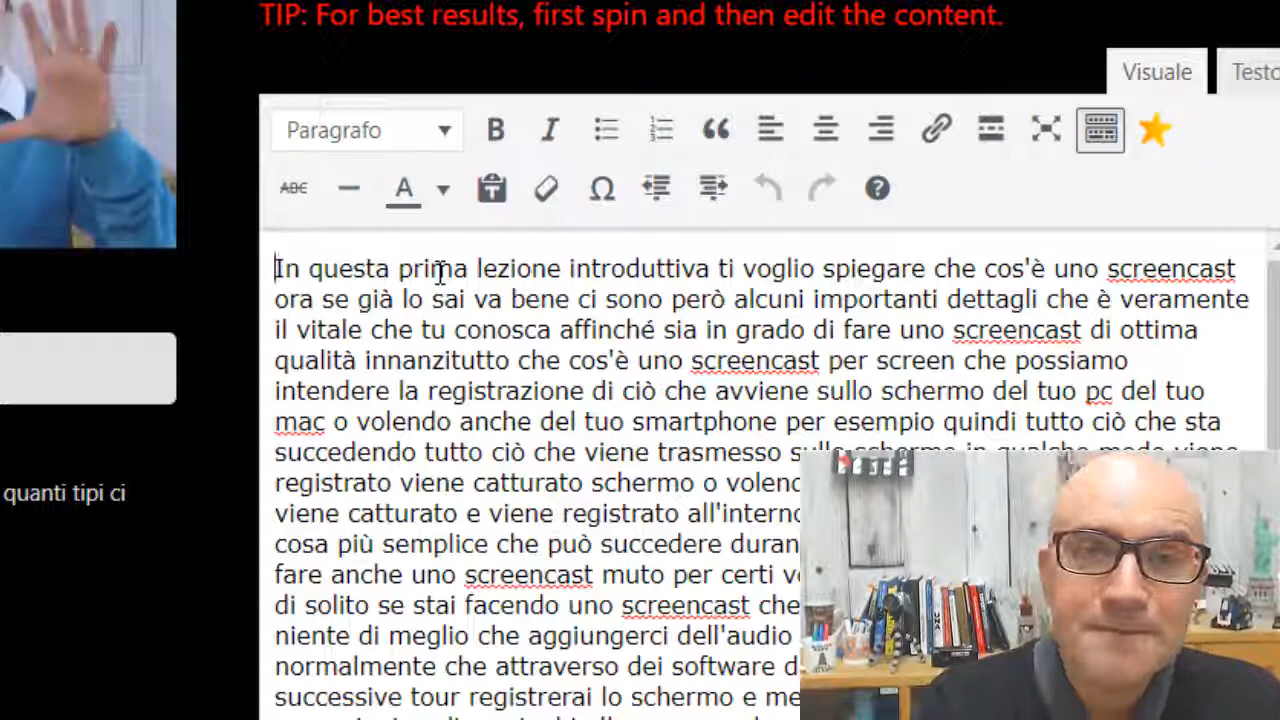 TIP: For best results, first spin and then edit the content.
Visuale Testo
Paragrafo B I
ABC A
In questa prima lezione introduttiva ti voglio spiegare che cos'è uno screencast
ora se già lo sai va bene ci sono però alcuni importanti dettagli che è veramente
il vitale che tu conosca affinché sia in grado di fare uno screencast di ottima
qualità innanzitutto che cos'è uno screencast per screen che possiamo
intendere la registrazione di ciò che avviene sullo schermo del tuo pc del tuo
mac o volendo anche del tuo smartphone per esempio quindi tutto ciò che sta
succedendo tutto ciò che viene trasmesso sullo schermo in qualche modo viene
registrato viene catturato schermo o
viene catturato e viene registrato
quanti tipi ci
cosa più semplice che può succedere
fare anche uno screencast muto per certi
di solito se stai facendo uno screencast che
niente di meglio che aggiungerci dell'audio
normalmente che attraverso dei software
successive tour registrerai lo schermo e